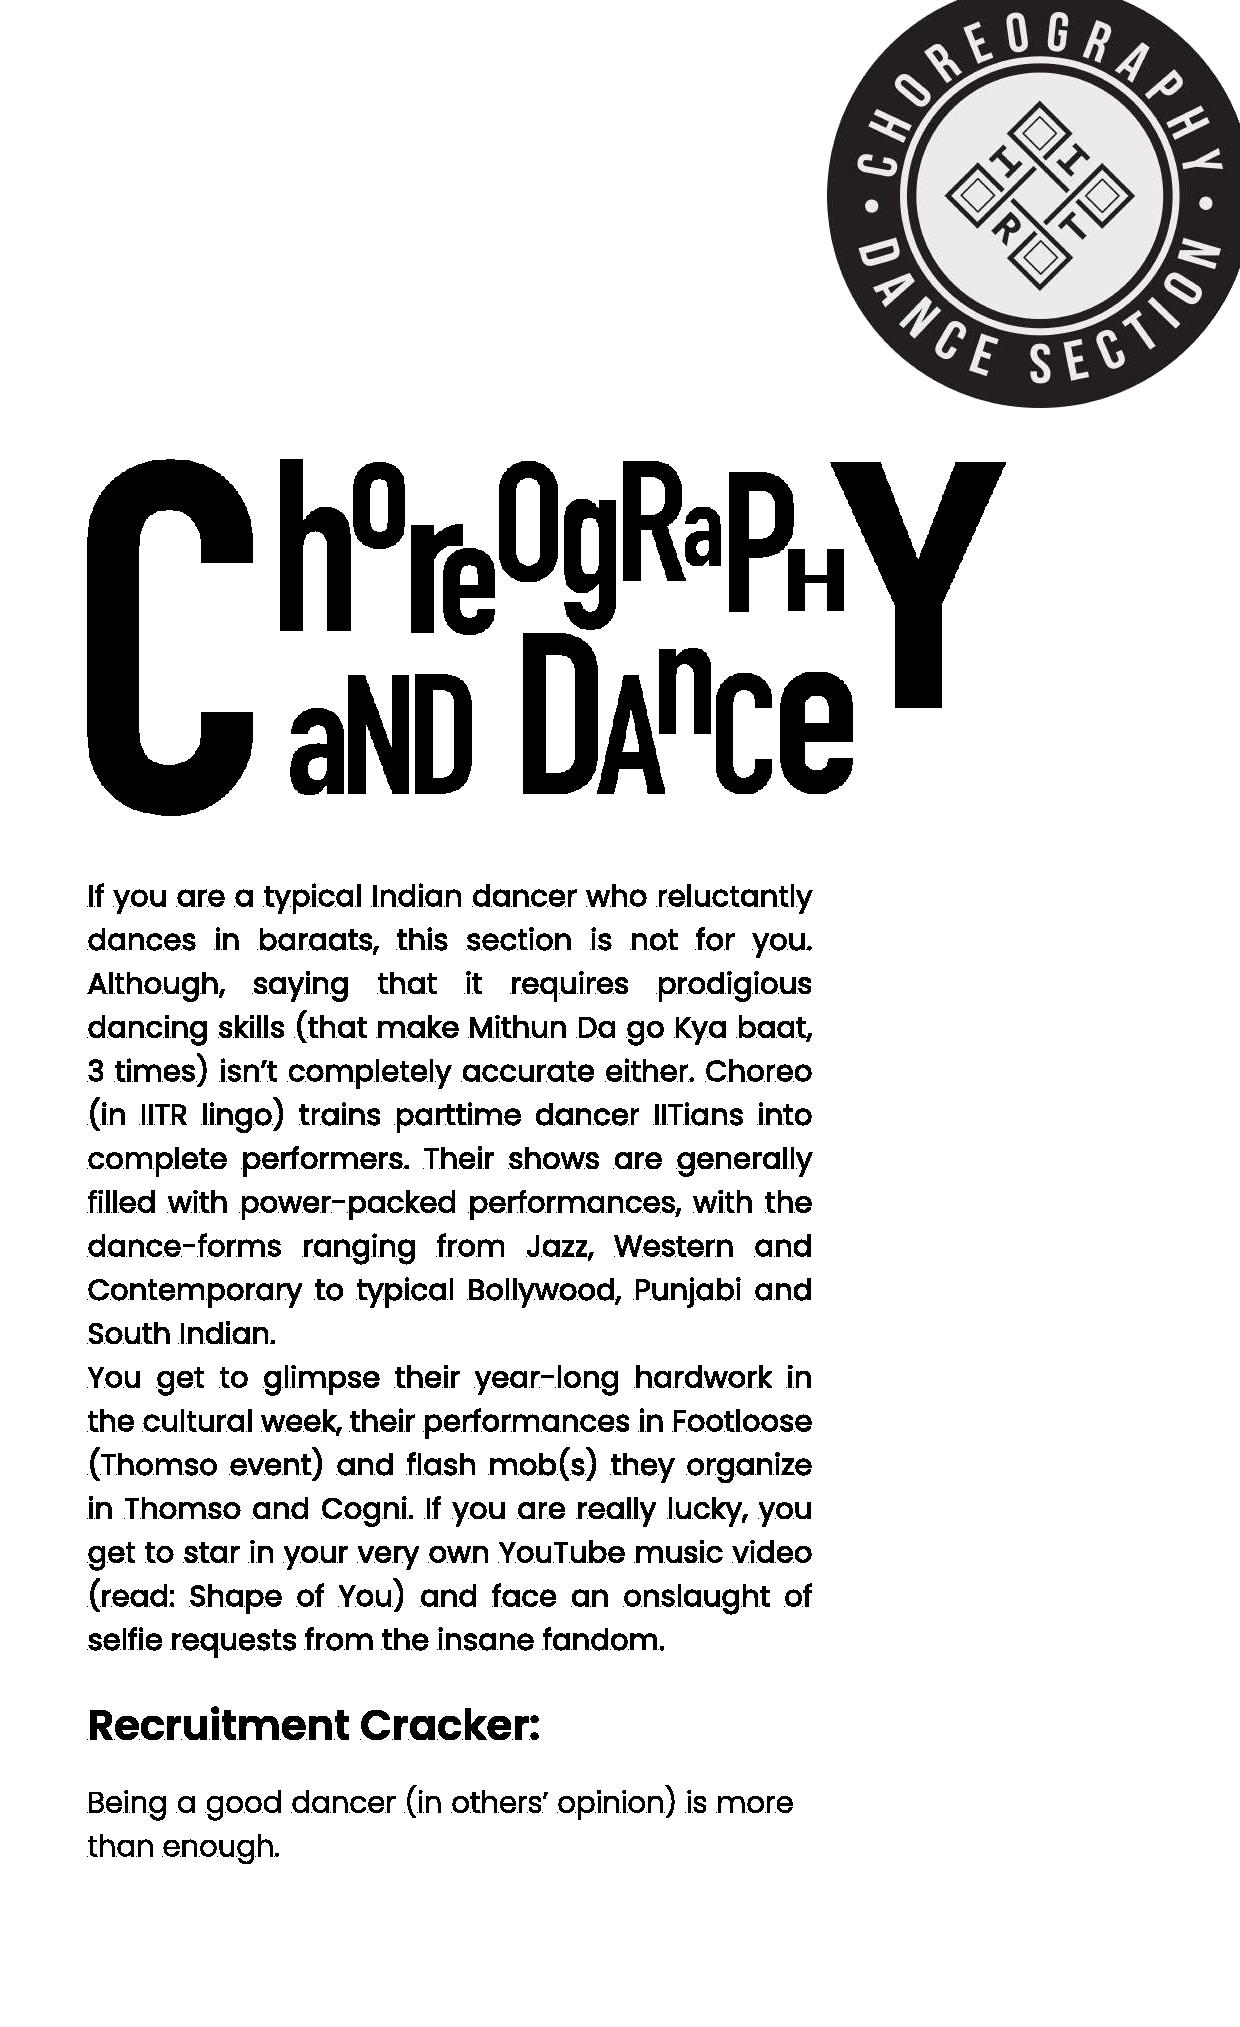 CHOREOGRAPHY
I I
R T
DANCE SECTION
ChoreOgRaPHY
aND DAnce
If you are a typical Indian dancer who reluctantly
dances in baraats, this section is not for you.
Although, saying that it requires prodigious
dancing skills (that make Mithun Da go Kya baat,
3 times) isn't completely accurate either. Choreo
(in IITR lingo) trains parttime dancer IITians into
complete performers. Their shows are generally
filled with power-packed performances, with the
dance-forms ranging from Jazz, Western and
Contemporary to typical Bollywood, Punjabi and
South Indian.
You get to glimpse their year-long hardwork in
the cultural week, their performances in Footloose
(Thomso event) and flash mob(s) they organize
in Thomso and Cogni. If you are really lucky, you
get to star in your very own YouTube music video
(read: Shape of You) and face an onslaught of
selfie requests from the insane fandom.
Recruitment Cracker:
Being a good dancer (in others' opinion) is more
than enough.